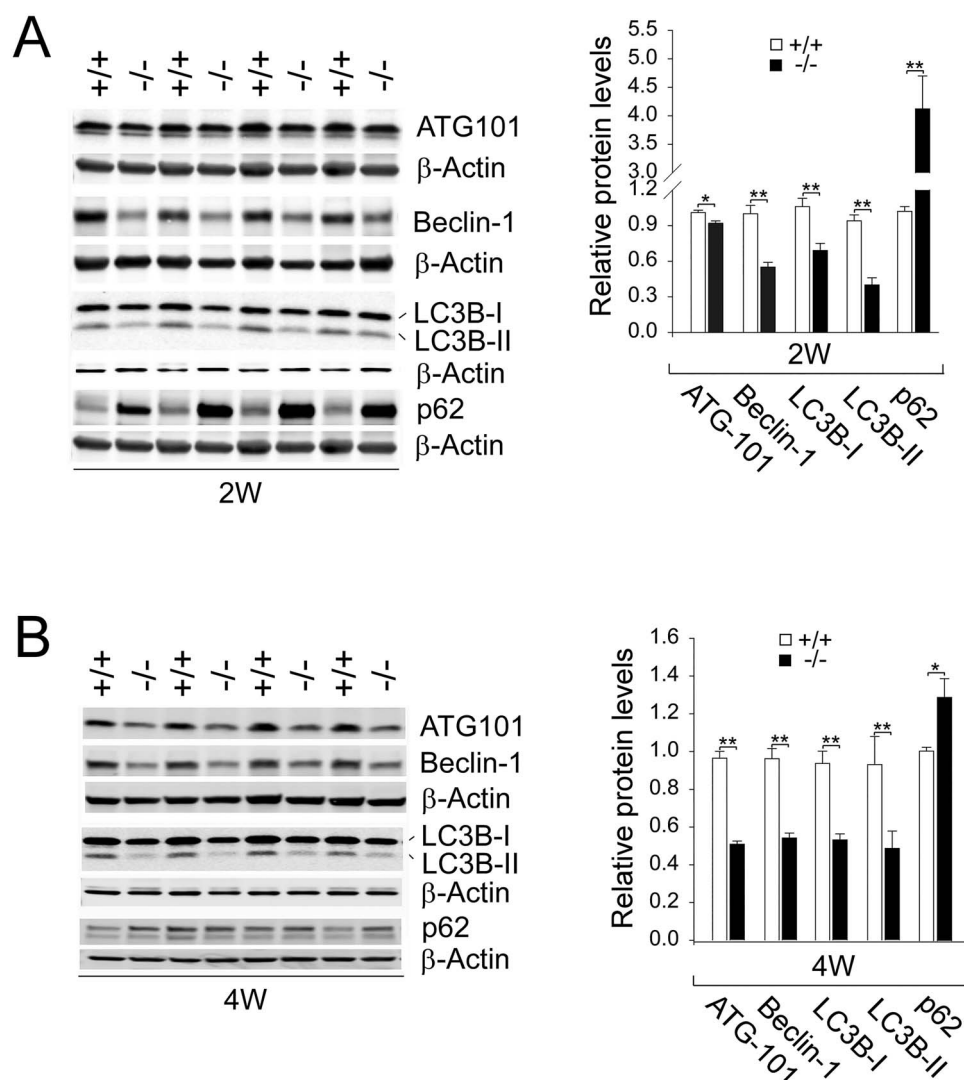 A
+/+ -/- +/+ -/- +/+ -/- +/+ -/-
ATG101
β-Actin
Beclin-1
β-Actin
LC3B-I
LC3B-II
β-Actin
p62
β-Actin
2W
Relative protein levels
5.5
5.0
4.5
4.0
3.5
3.0
1.2
0.9
0.6
0.3
0.0
+/+
-/-
* ** ** ** **
2W
ATG-101
Beclin-1
LC3B-I
LC3B-II
p62
B
+/+ -/- +/+ -/- +/+ -/- +/+ -/-
ATG101
Beclin-1
β-Actin
LC3B-I
LC3B-II
β-Actin
p62
β-Actin
4W
Relative protein levels
1.6
1.4
1.2
1.0
0.8
0.6
0.4
0.2
0.0
+/+
-/-
** ** ** ** *
4W
ATG-101
Beclin-1
LC3B-I
LC3B-II
p62